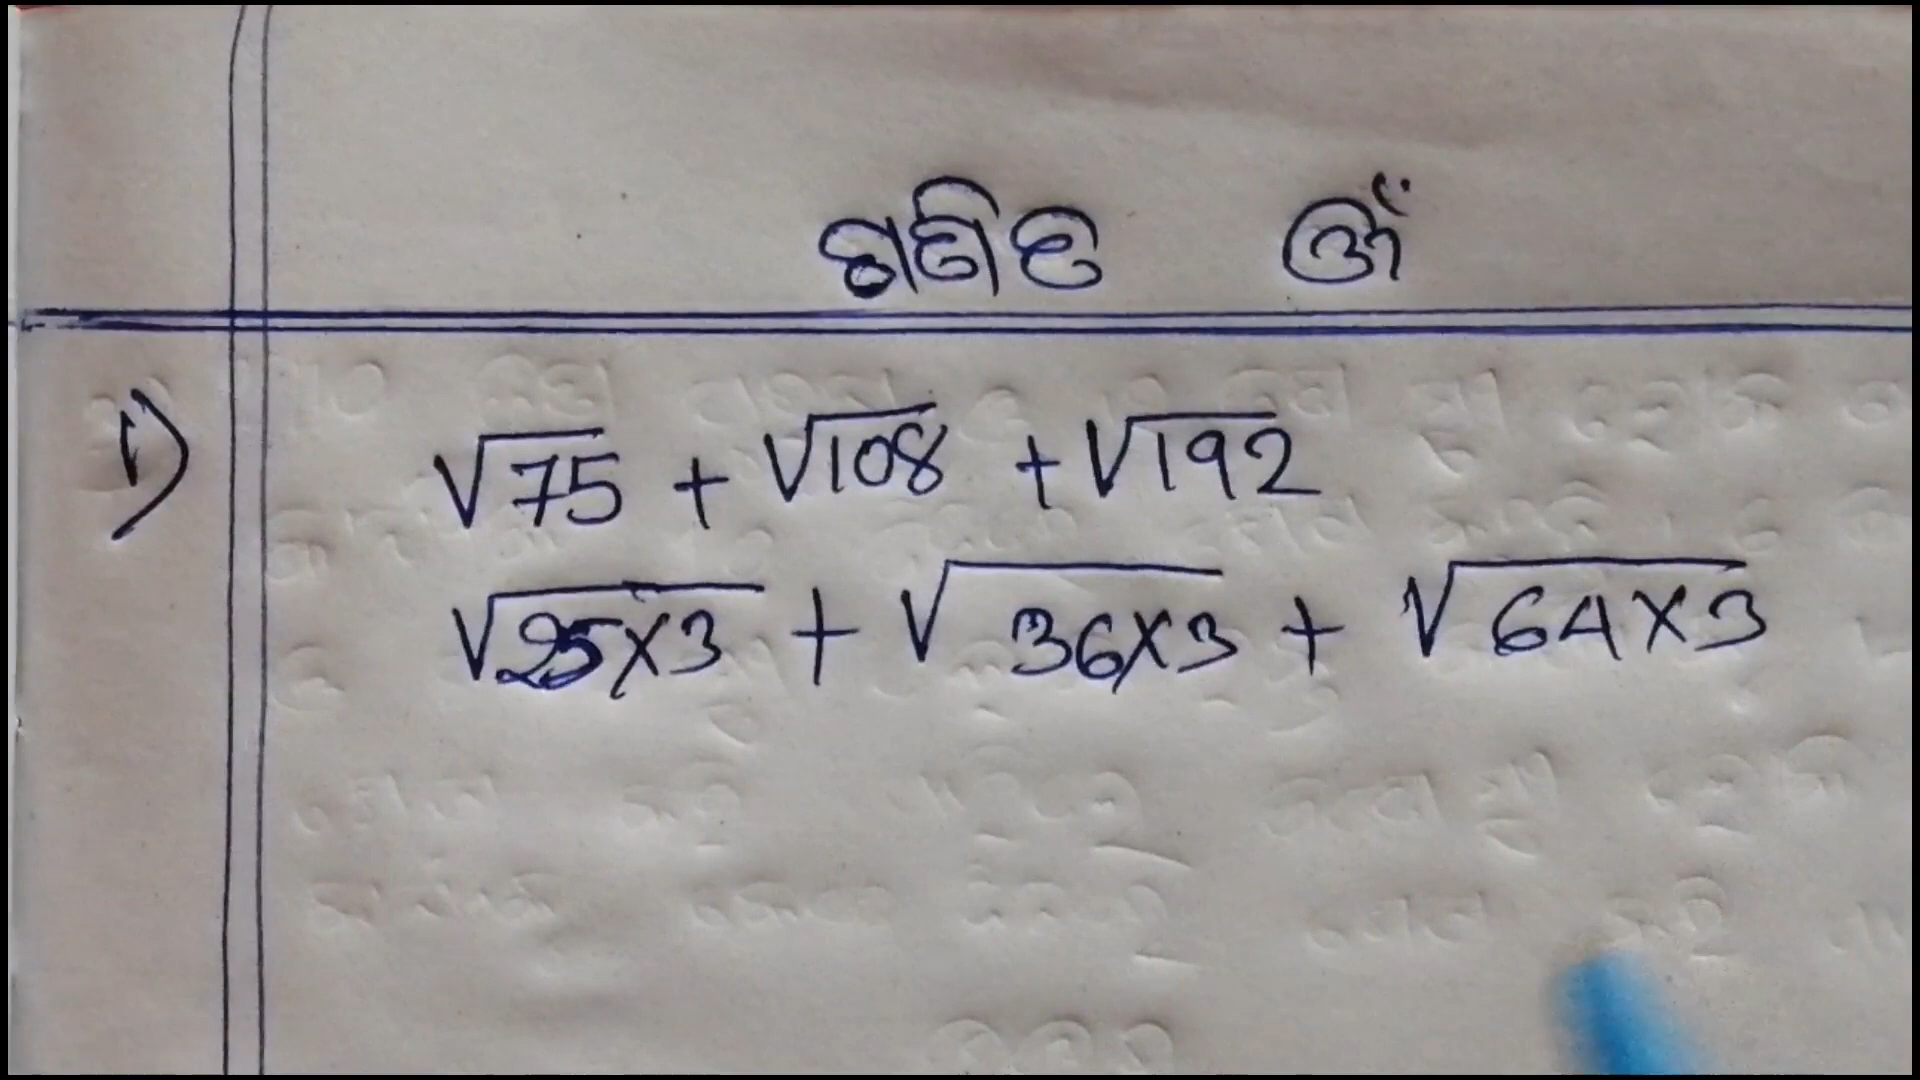 ଗଣିତ ଓଁ
1) √75 + √108 + √192
√25×3 + √36×3 + √64×3